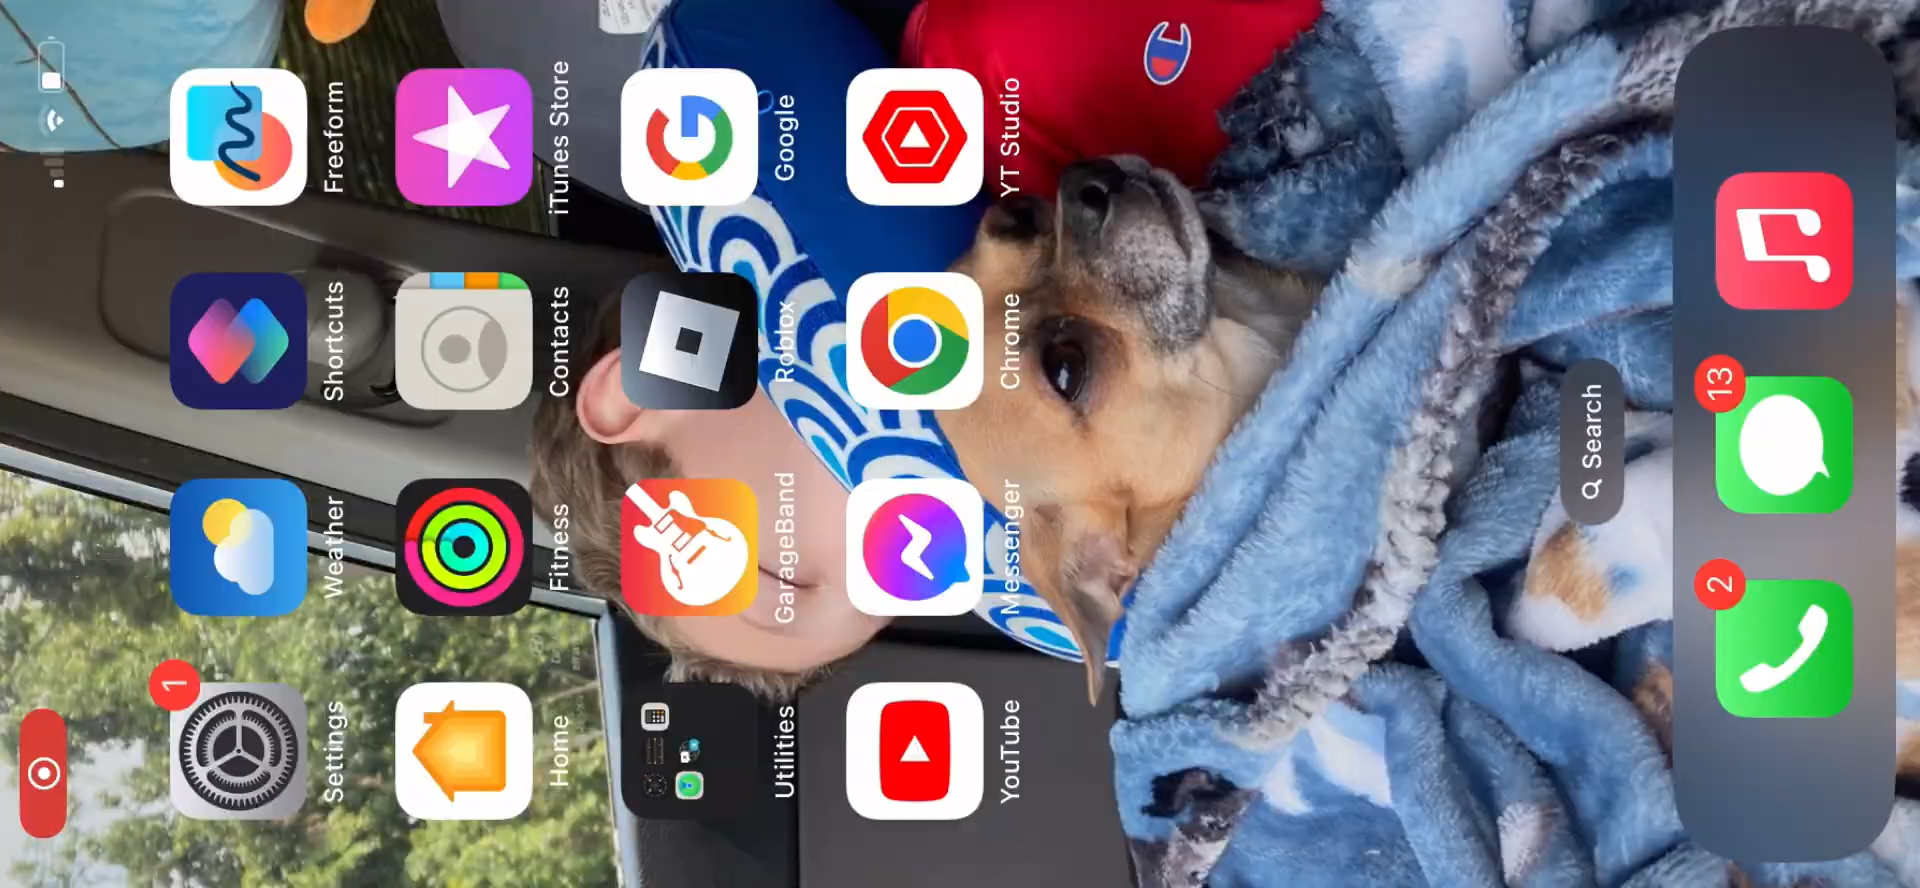 1
Settings
Weather
Shortcuts
Freeform
Home
Fitness
Contacts
iTunes Store
Utilities
GarageBand
Roblox
Google
YouTube
Messenger
Chrome
YT Studio
Search
2
13